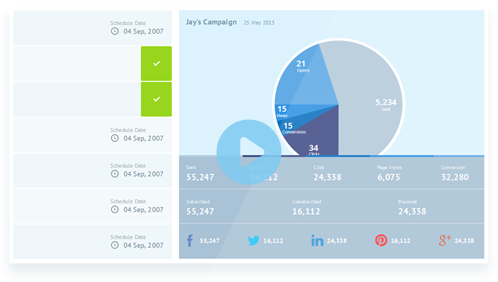 Schedule Date
04 Sep, 2007
Schedule Date
04 Sep, 2007
Schedule Date
04 Sep, 2007
Schedule Date
04 Sep, 2007
Schedule Date
04 Sep, 2007
Jay's Campaign 25 May 2013
21
Opens
15
Views
15
Conversions
34
Clicks
5,234
Sent
Sent
55,247
16,112
Click
24,338
Page Views
6,075
Conversion
32,280
Subscribed
55,247
Unsubscribed
16,112
Bounced
24,338
55,247
16,112
24,338
16,112
24,338